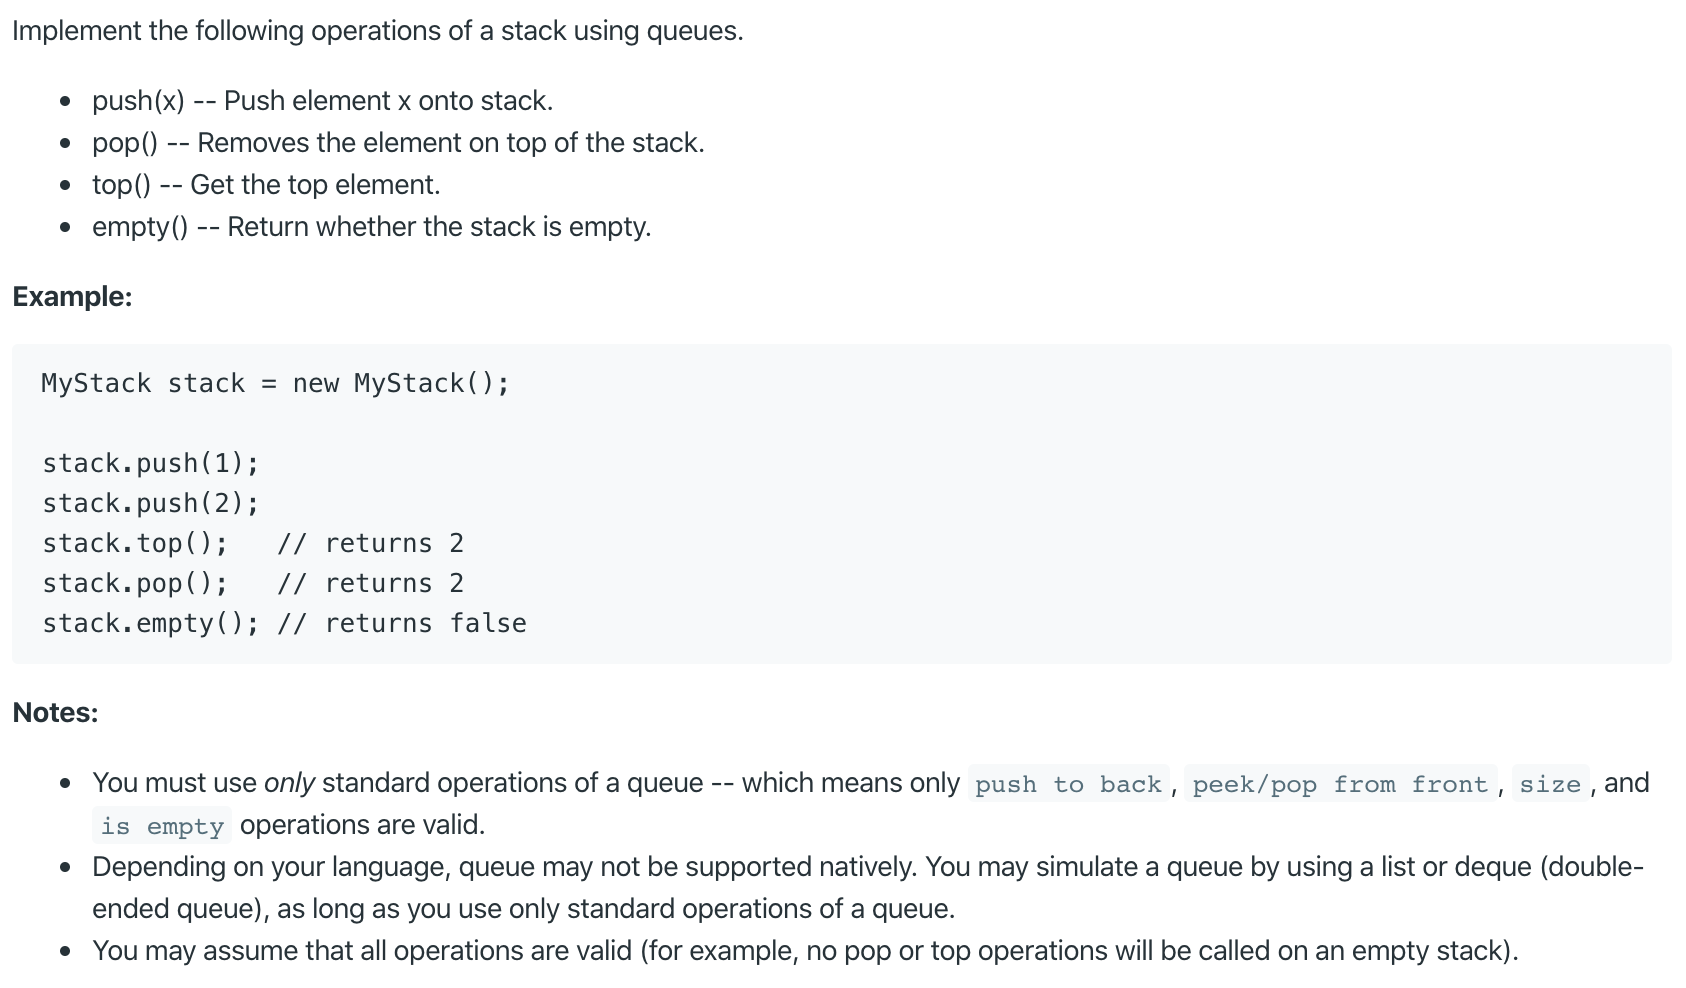 Implement the following operations of a stack using queues.
• push(x) -- Push element x onto stack.
• pop() -- Removes the element on top of the stack.
• top() -- Get the top element.
• empty() -- Return whether the stack is empty.
Example:
MyStack stack = new MyStack();
stack.push(1);
stack.push(2);
stack.top();   // returns 2
stack.pop();   // returns 2
stack.empty(); // returns false
Notes:
• You must use only standard operations of a queue -- which means only push to back, peek/pop from front, size, and
is empty operations are valid.
• Depending on your language, queue may not be supported natively. You may simulate a queue by using a list or deque (double-
ended queue), as long as you use only standard operations of a queue.
• You may assume that all operations are valid (for example, no pop or top operations will be called on an empty stack).